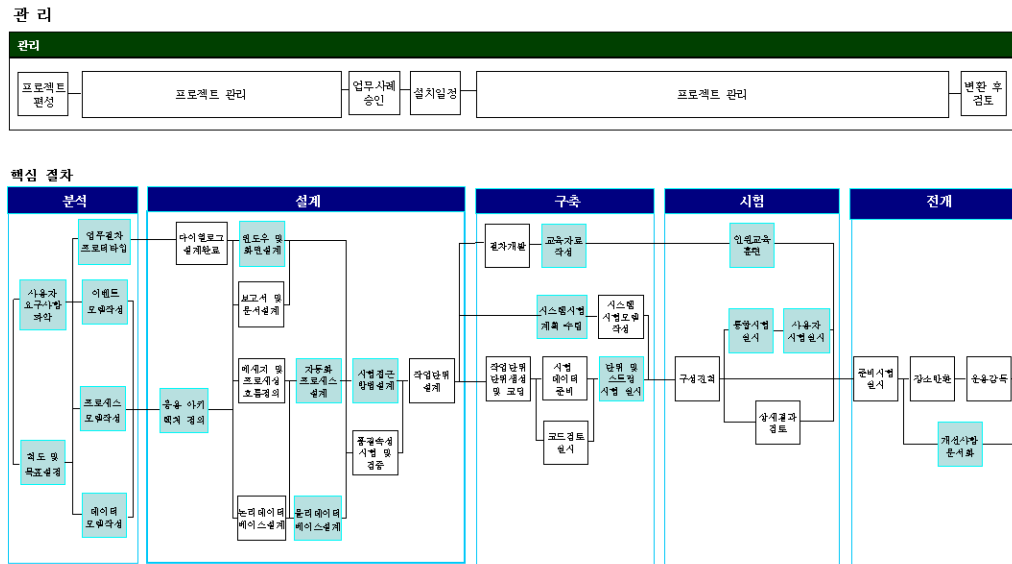 관 리
관리
프로젝트
편성
프로젝트 관리
업무사례
승인
설치일정
프로젝트 관리
변환 후
검토
핵심 절차
분석
설계
구축
시험
전개
업무절차
프로터타입
사용자
요구사항
파악
이벤트
모델작성
프로세스
모델작성
척도 및
목표설정
데이터
모델작성
다이얼로그
설계완료
윈도우 및
화면설계
보고서 및
문서설계
메세지 및
프로세싱
흐름정의
자동화
프로세스
설계
시험접근
방법설계
작업단위
설계
응용 아키
텍처 정의
품질속성
시험 및
검증
논리데이터
베이스설계
물리데이터
베이스설계
절차개발
교육자료
작성
시스템시험
계획 수립
시스템
시험모델
작성
작업단위
단위생성
및 코딩
시험
데이터
준비
단위 및
스트링
시험 실시
코드검토
실시
인원교육
훈련
통합시험
실시
사용자
시험실시
구성전척
상세결과
검토
준비시험
실시
장소전환
운용감독
개선사항
문서화